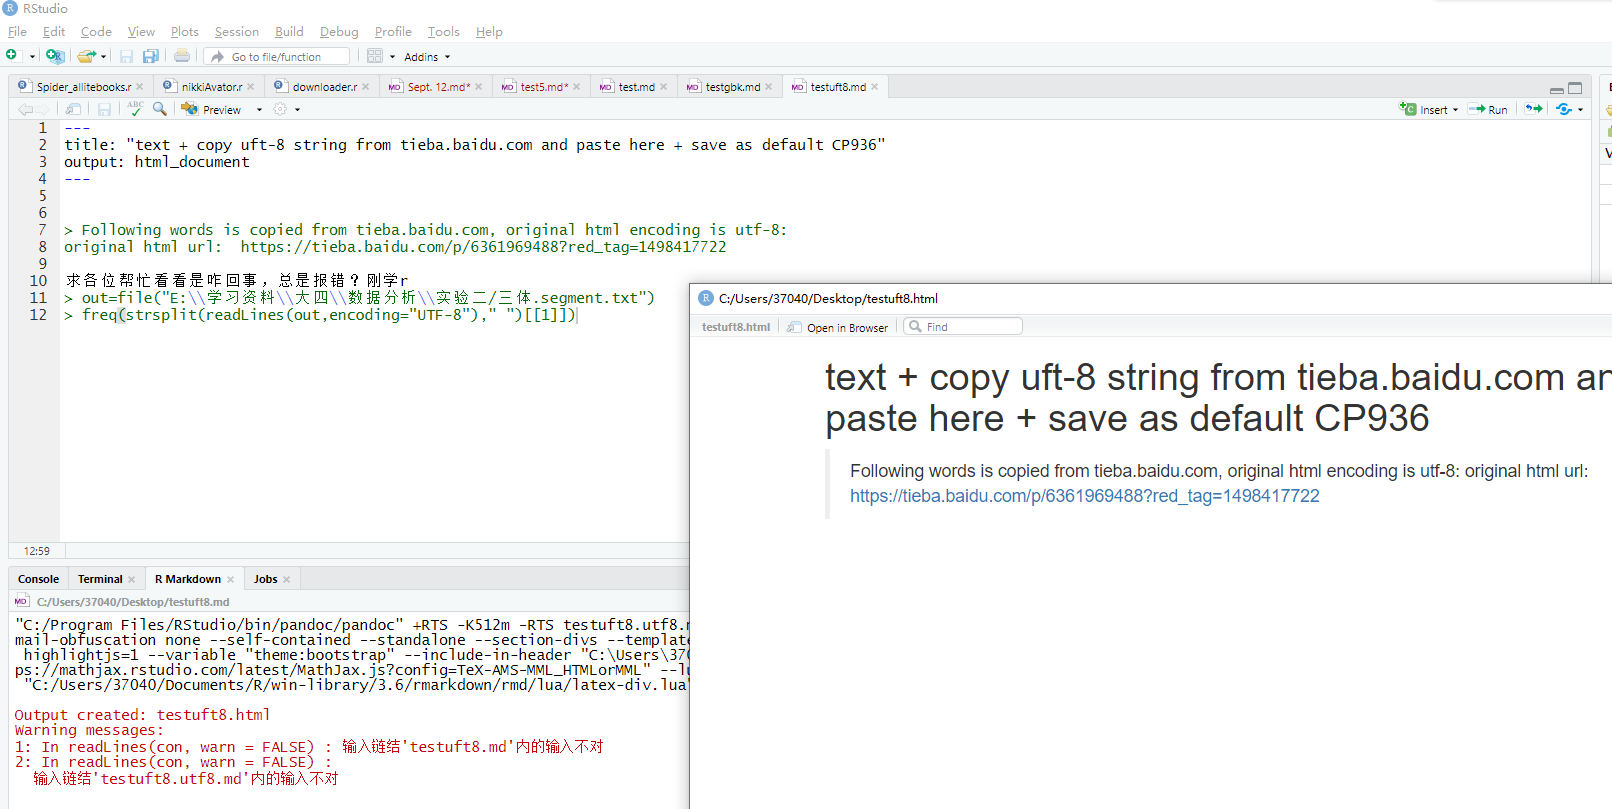 RStudio
File Edit Code View Plots Session Build Debug Profile Tools Help
Go to file/function Addins
Spider_allitebooks.r nikkiAvator.r downloader.r Sept. 12.md* test5.md* test.md testgbk.md testuft8.md
ABC Preview Insert Run
1 ---
2 title: "text + copy uft-8 string from tieba.baidu.com and paste here + save as default CP936"
3 output: html_document
4 ---
5
6
7 > Following words is copied from tieba.baidu.com, original html encoding is utf-8:
8 original html url:  https://tieba.baidu.com/p/6361969488?red_tag=1498417722
9
10 求各位帮忙看看是咋回事，总是报错？刚学r
11 > out=file("E:\\学习资料\\大四\\数据分析\\实验二/三体.segment.txt")
12 > freq(strsplit(readLines(out,encoding="UTF-8")," ")[[1]])
12:59
C:/Users/37040/Desktop/testuft8.html
testuft8.html Open in Browser Find
text + copy uft-8 string from tieba.baidu.com an
paste here + save as default CP936
Following words is copied from tieba.baidu.com, original html encoding is utf-8: original html url:
https://tieba.baidu.com/p/6361969488?red_tag=1498417722
Console Terminal R Markdown Jobs
C:/Users/37040/Desktop/testuft8.md
"C:/Program Files/RStudio/bin/pandoc/pandoc" +RTS -K512m -RTS testuft8.utf8.m
mail-obfuscation none --self-contained --standalone --section-divs --template
highlightjs=1 --variable "theme:bootstrap" --include-in-header "C:\Users\370
ps://mathjax.rstudio.com/latest/MathJax.js?config=TeX-AMS-MML_HTMLorMML" --lu
"C:/Users/37040/Documents/R/win-library/3.6/rmarkdown/rmd/lua/latex-div.lua"
Output created: testuft8.html
Warning messages:
1: In readLines(con, warn = FALSE) : 输入链结'testuft8.md'内的输入不对
2: In readLines(con, warn = FALSE) :
输入链结'testuft8.utf8.md'内的输入不对